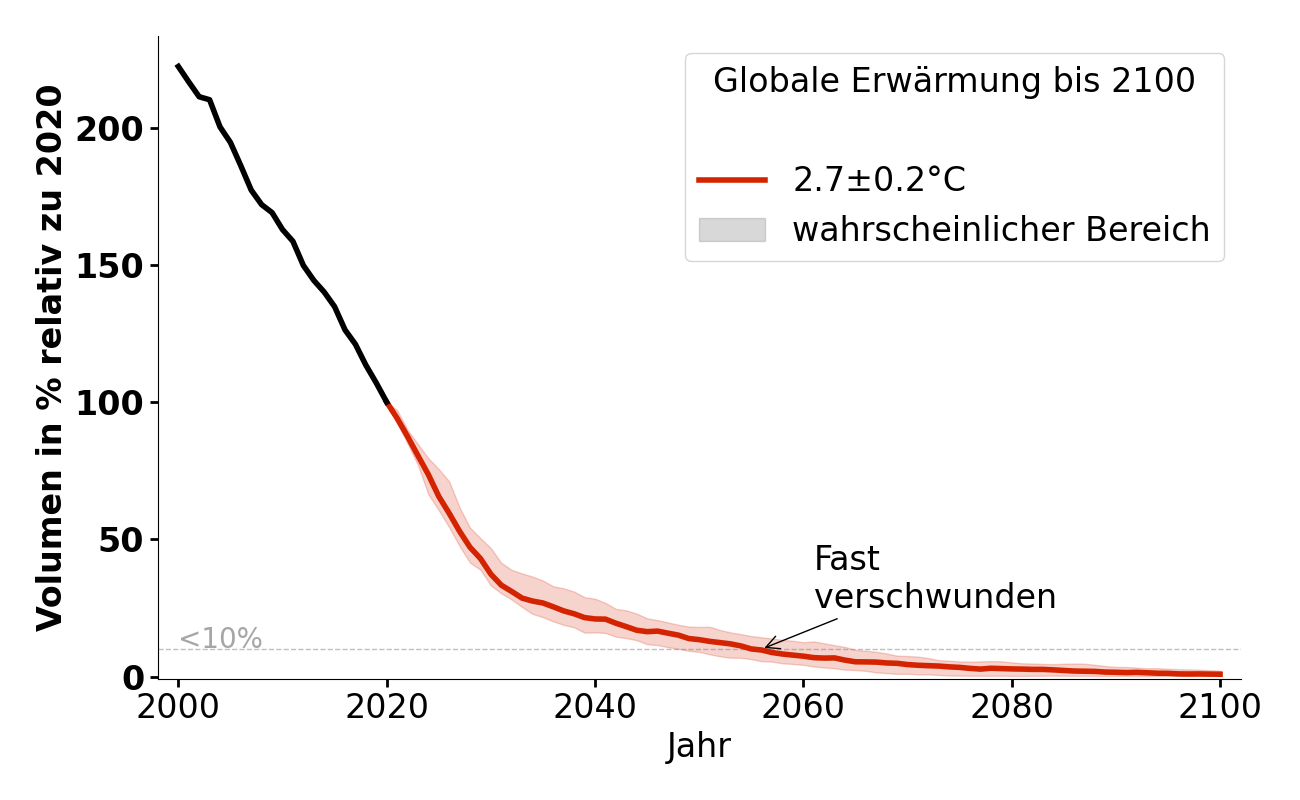 Volumen in % relativ zu 2020
200
150
100
50
0
<10%
Globale Erwärmung bis 2100
2.7±0.2°C
wahrscheinlicher Bereich
Fast
verschwunden
2000 2020 2040 2060 2080 2100
Jahr